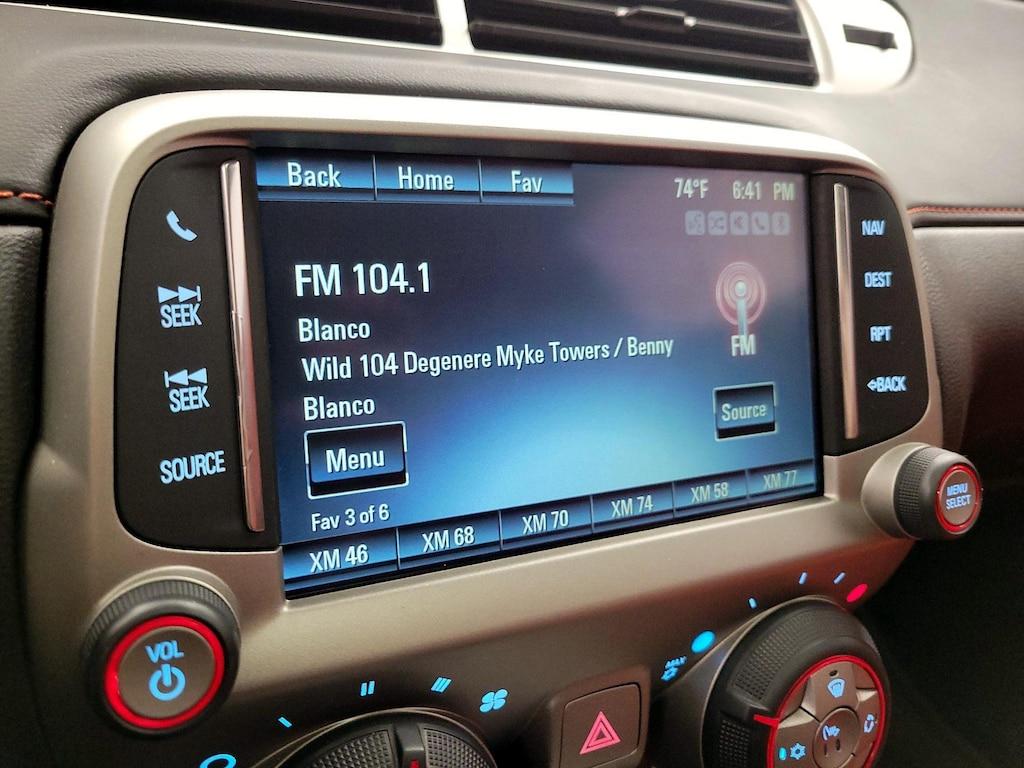 Back Home Fav
74°F 6:41 PM
FM 104.1
Blanco
Wild 104 Degenere Myke Towers / Benny
Blanco
FM
Menu
Source
Fav 3 of 6
XM 46 XM 68 XM 70 XM 74 XM 58 XM 77
SEEK
SEEK
SOURCE
NAV
DEST
RPT
BACK
MENU
SELECT
VOL
MAX